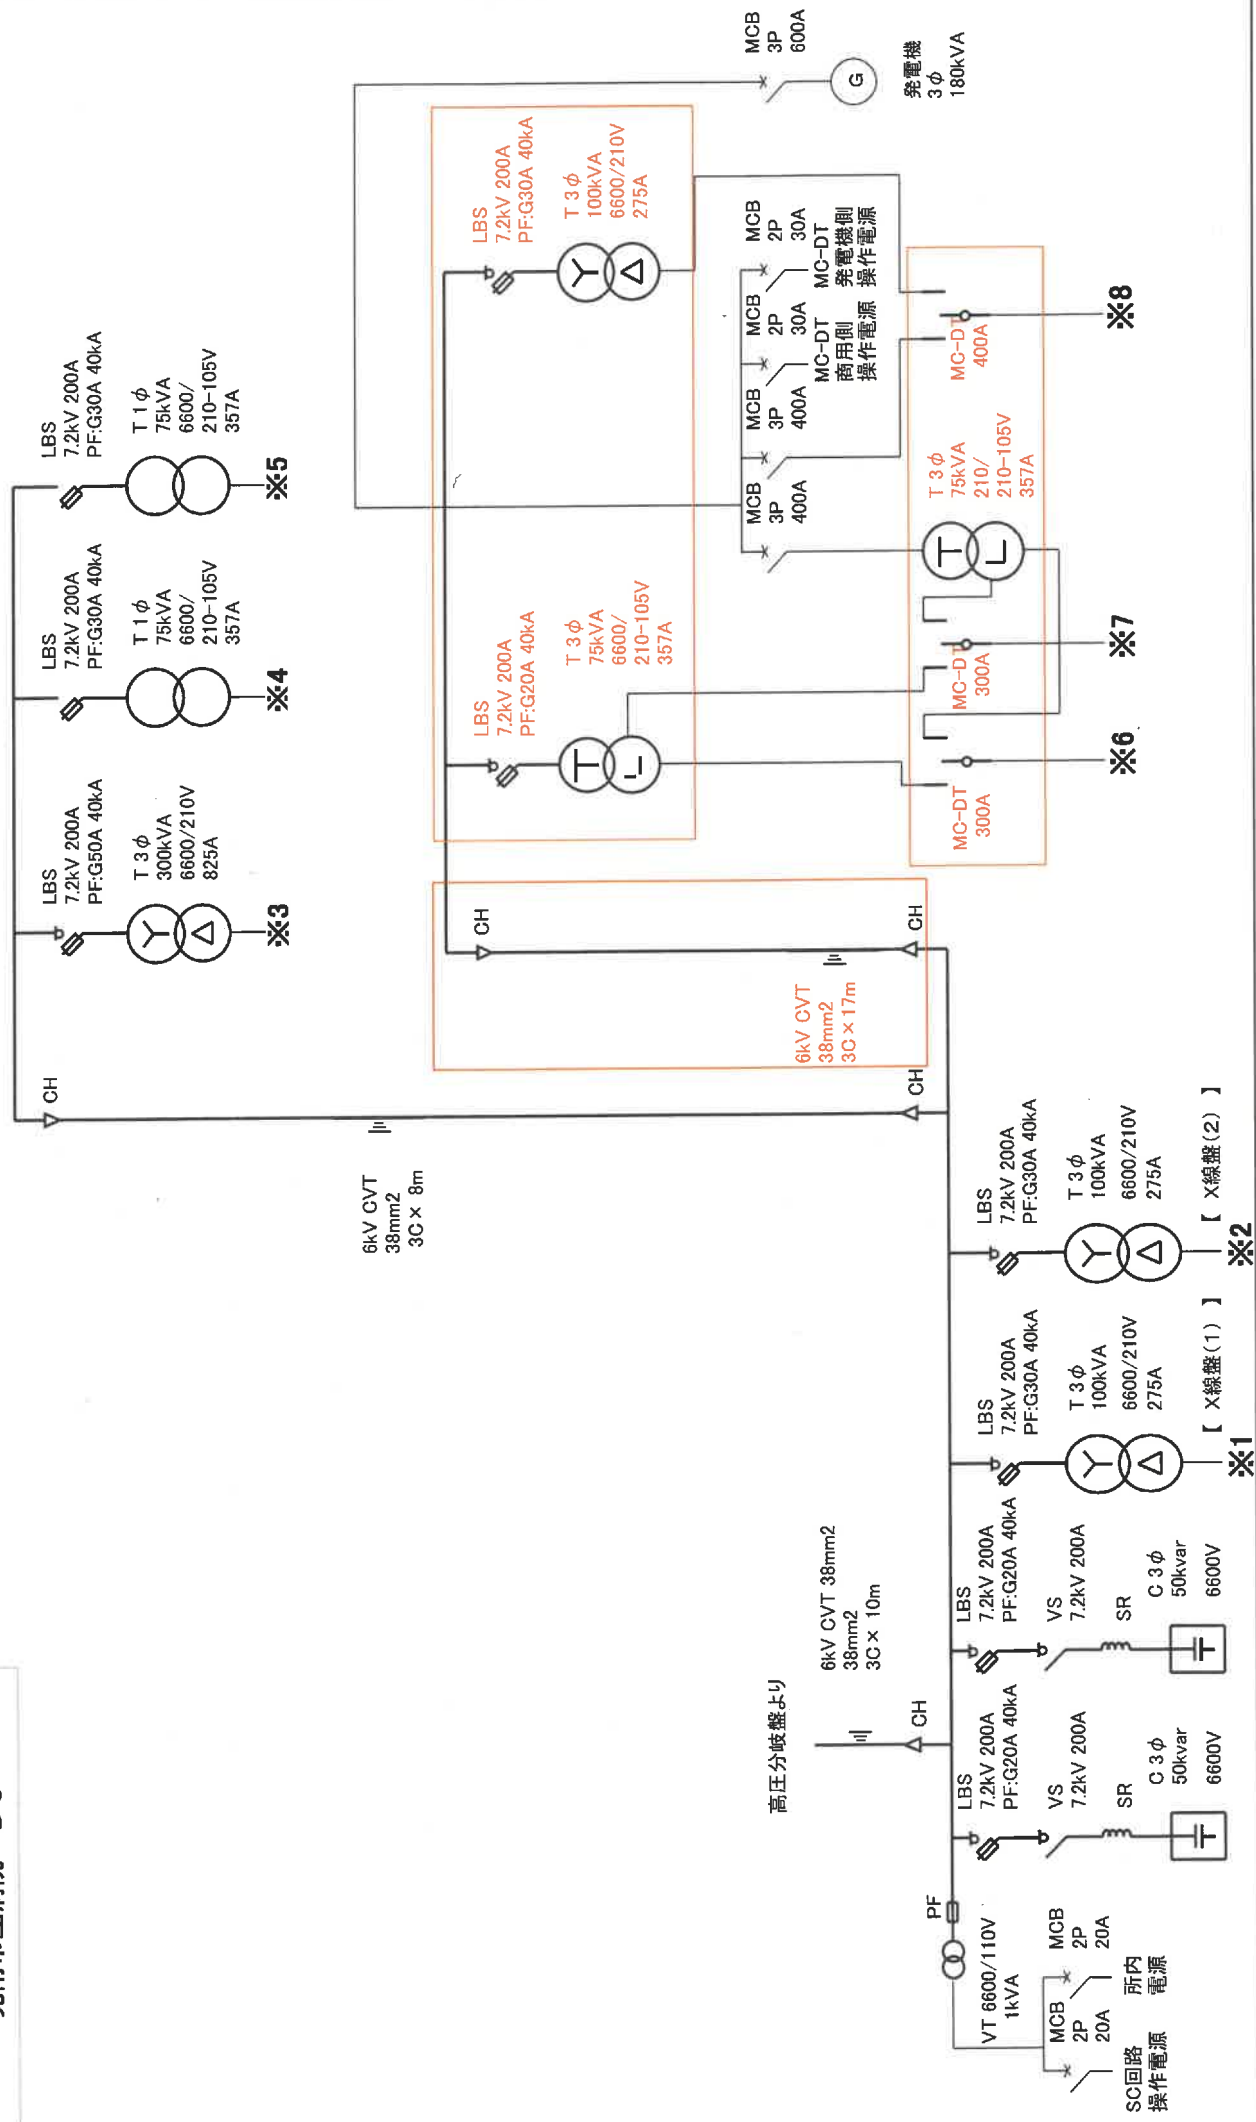 LBS
7.2kV 200A
PF:G50A 40kA
T 3φ
300kVA
6600/210V
825A
※3
LBS
7.2kV 200A
PF:G30A 40kA
T 1φ
75kVA
6600/
210-105V
357A
※4
LBS
7.2kV 200A
PF:G30A 40kA
T 1φ
75kVA
6600/
210-105V
357A
※5
CH
6kV CVT
38mm2
3C × 8m
CH
CH
6kV CVT
38mm2
3C × 17m
CH
LBS
7.2kV 200A
PF:G20A 40kA
T 3φ
75kVA
6600/
210-105V
357A
LBS
7.2kV 200A
PF:G30A 40kA
T 3φ
100kVA
6600/210V
275A
MCB
3P
600A
G
発電機
3φ
180kVA
MCB
3P
400A
MCB
3P
400A
MCB
2P
30A
MC-DT
商用側
操作電源
MCB
2P
30A
MC-DT
発電機側
操作電源
MC-DT
300A
MC-DT
300A
T 3φ
75kVA
210/
210-105V
357A
MC-DT
400A
※6
※7
※8
高圧分岐盤より
6kV CVT 38mm2
38mm2
3C × 10m
CH
PF
VT 6600/110V
1kVA
MCB
2P
20A
SC回路
操作電源
MCB
2P
20A
所内
電源
LBS
7.2kV 200A
PF:G20A 40kA
VS
7.2kV 200A
SR
C 3φ
50kvar
6600V
LBS
7.2kV 200A
PF:G20A 40kA
VS
7.2kV 200A
SR
C 3φ
50kvar
6600V
LBS
7.2kV 200A
PF:G30A 40kA
T 3φ
100kVA
6600/210V
275A
【 X線盤(1) 】
※1
LBS
7.2kV 200A
PF:G30A 40kA
T 3φ
100kVA
6600/210V
275A
【 X線盤(2) 】
※2